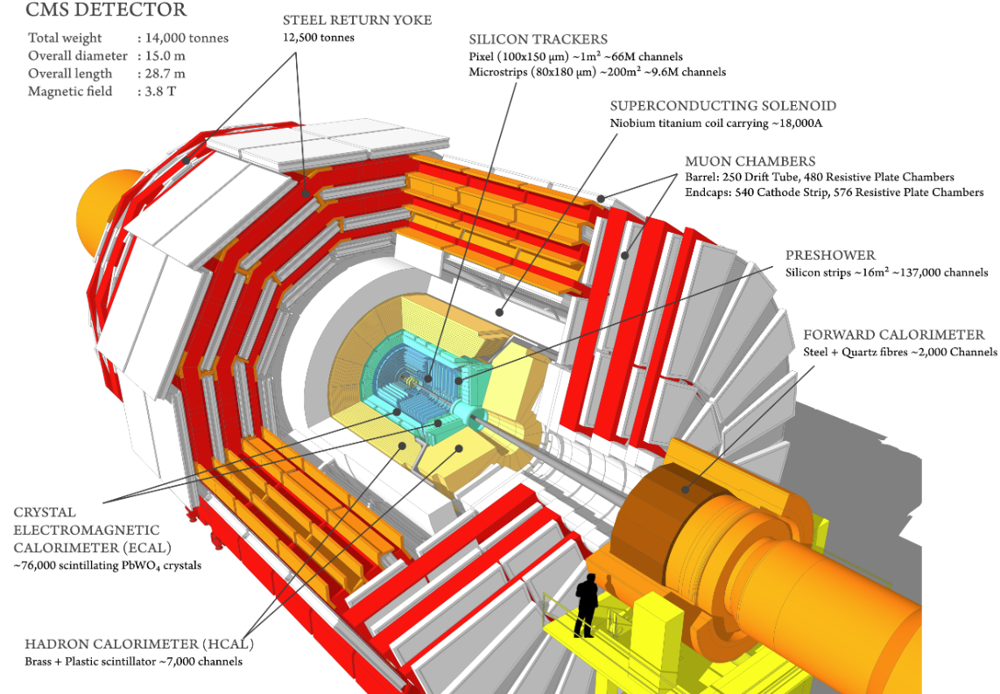 CMS DETECTOR
Total weight : 14,000 tonnes
Overall diameter : 15.0 m
Overall length : 28.7 m
Magnetic field : 3.8 T
STEEL RETURN YOKE
12,500 tonnes
SILICON TRACKERS
Pixel (100x150 μm) ~1m² ~66M channels
Microstrips (80x180 μm) ~200m² ~9.6M channels
SUPERCONDUCTING SOLENOID
Niobium titanium coil carrying ~18,000A
MUON CHAMBERS
Barrel: 250 Drift Tube, 480 Resistive Plate Chambers
Endcaps: 540 Cathode Strip, 576 Resistive Plate Chambers
PRESHOWER
Silicon strips ~16m² ~137,000 channels
FORWARD CALORIMETER
Steel + Quartz fibres ~2,000 Channels
CRYSTAL
ELECTROMAGNETIC
CALORIMETER (ECAL)
~76,000 scintillating PbWO₄ crystals
HADRON CALORIMETER (HCAL)
Brass + Plastic scintillator ~7,000 channels